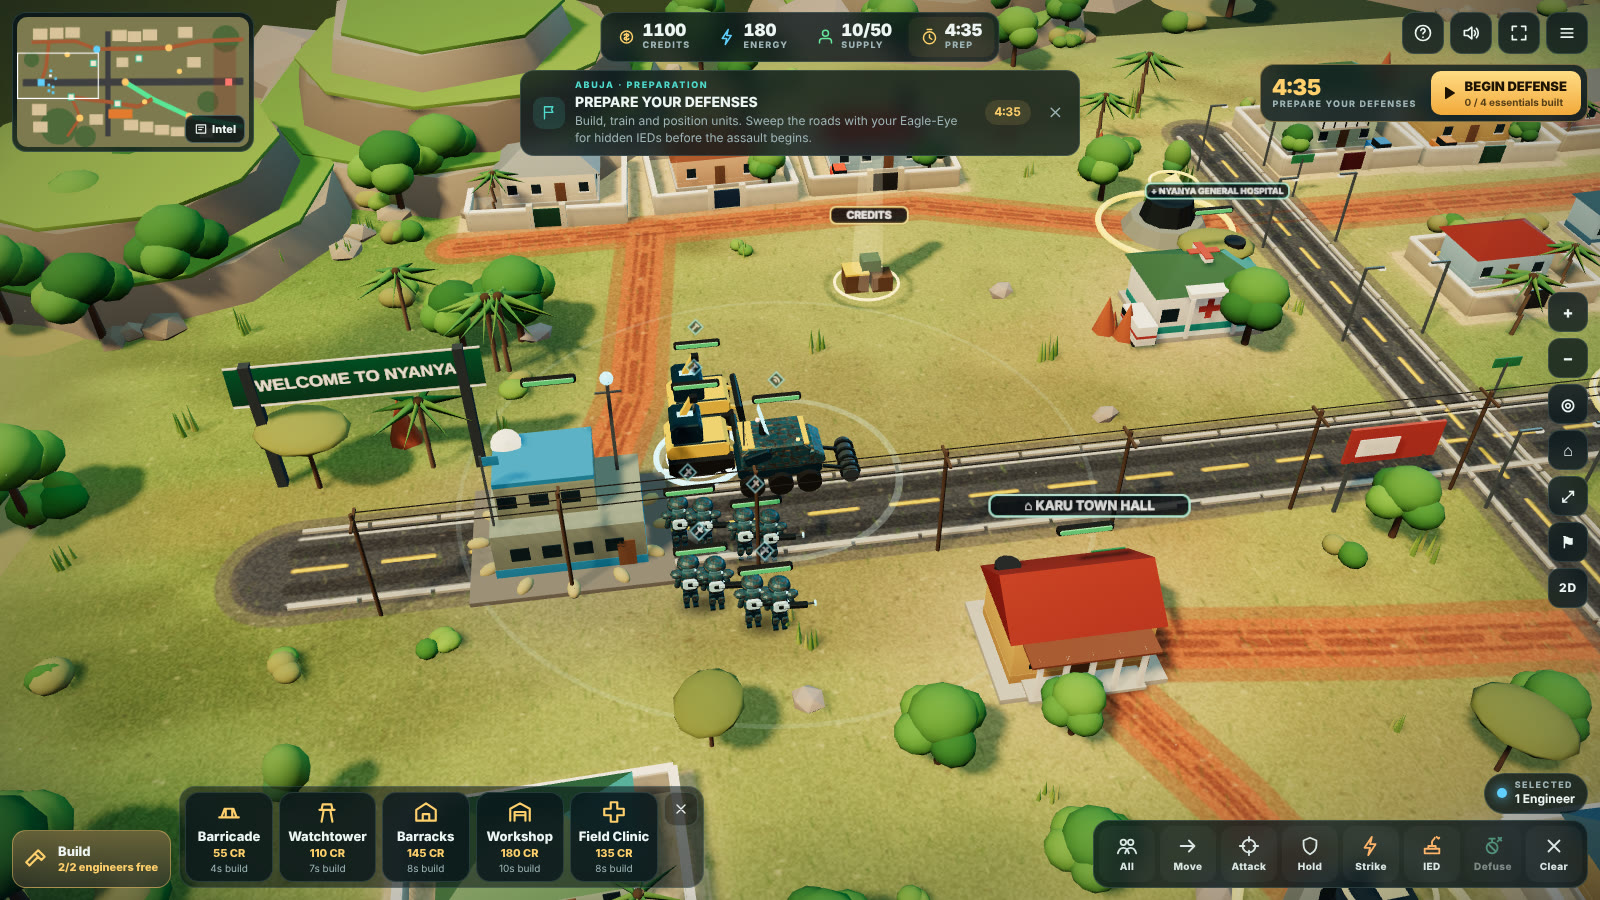 Intel
1100
CREDITS
180
ENERGY
10/50
SUPPLY
4:35
PREP
ABUJA · PREPARATION
PREPARE YOUR DEFENSES
Build, train and position units. Sweep the roads with your Eagle-Eye
for hidden IEDs before the assault begins.
4:35
4:35
PREPARE YOUR DEFENSES
BEGIN DEFENSE
0 / 4 essentials built
+ NYANYA GENERAL HOSPITAL
CREDITS
WELCOME TO NYANYA
⌂ KARU TOWN HALL
2D
SELECTED
1 Engineer
Build
2/2 engineers free
Barricade
55 CR
4s build
Watchtower
110 CR
7s build
Barracks
145 CR
8s build
Workshop
180 CR
10s build
Field Clinic
135 CR
8s build
All
Move
Attack
Hold
Strike
IED
Defuse
Clear